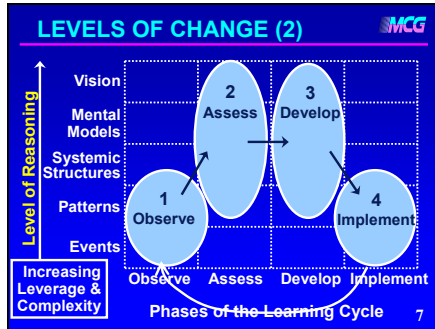 LEVELS OF CHANGE (2)
MCG
Level of Reasoning
Vision
Mental
Models
Systemic
Structures
Patterns
Events
2
Assess
3
Develop
1
Observe
4
Implement
Increasing
Leverage &
Complexity
Observe Assess Develop Implement
Phases of the Learning Cycle
7